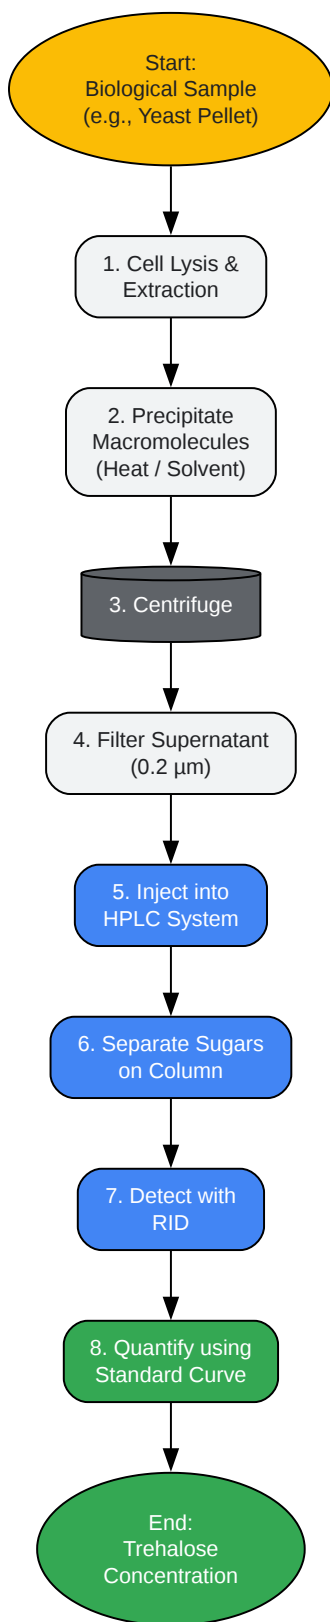 Start:
Biological Sample
(e.g., Yeast Pellet)
1. Cell Lysis &
Extraction
2. Precipitate
Macromolecules
(Heat / Solvent)
3. Centrifuge
4. Filter Supernatant
(0.2 µm)
5. Inject into
HPLC System
6. Separate Sugars
on Column
7. Detect with
RID
8. Quantify using
Standard Curve
End:
Trehalose
Concentration